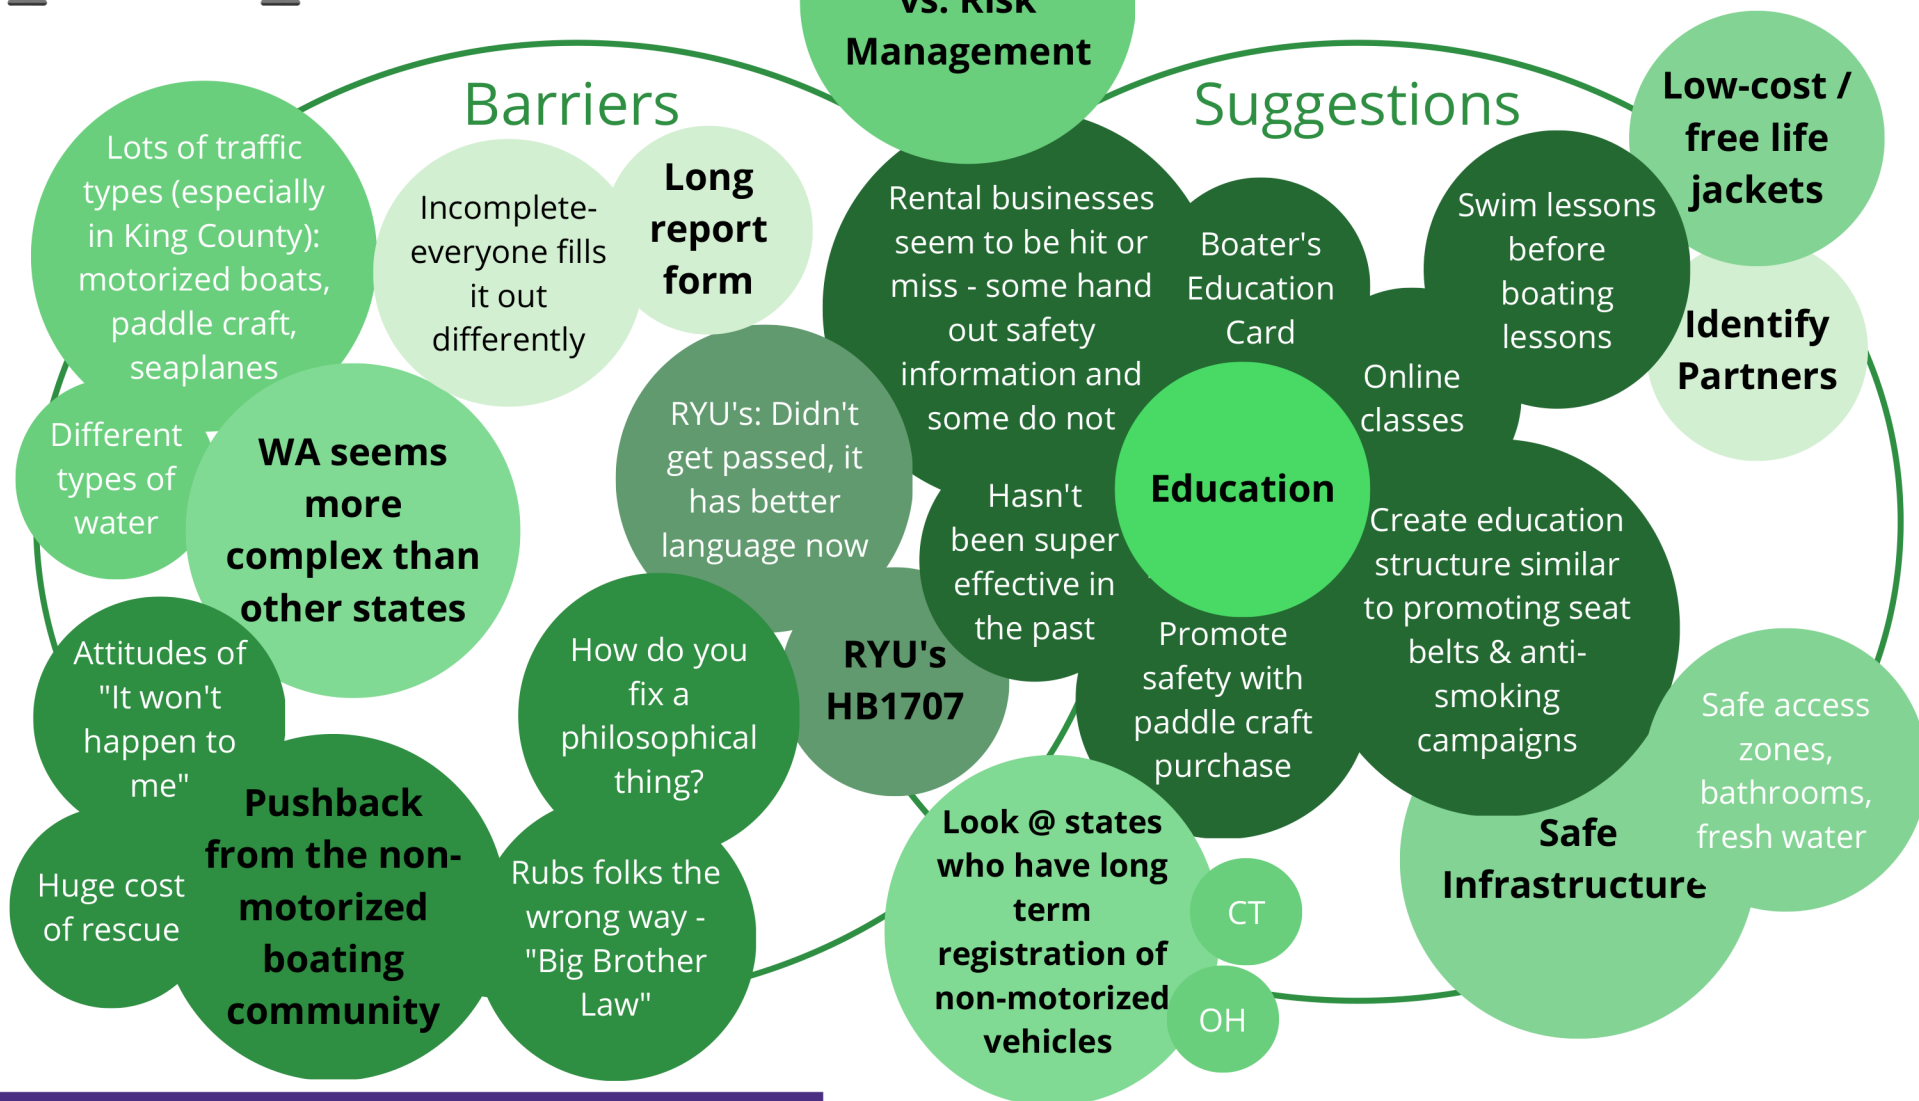 vs. Risk
Management
Barriers
Suggestions
Lots of traffic
types (especially
in King County):
motorized boats,
paddle craft,
seaplanes
Different
types of
water
WA seems
more
complex than
other states
Incomplete-
everyone fills
it out
differently
Long
report
form
RYU's: Didn't
get passed, it
has better
language now
RYU's
HB1707
Attitudes of
"It won't
happen to
me"
Huge cost
of rescue
Pushback
from the non-
motorized
boating
community
How do you
fix a
philosophical
thing?
Rubs folks the
wrong way -
"Big Brother
Law"
Rental businesses
seem to be hit or
miss - some hand
out safety
information and
some do not
Boater's
Education
Card
Online
classes
Swim lessons
before
boating
lessons
Low-cost /
free life
jackets
Identify
Partners
Education
Hasn't
been super
effective in
the past
Promote
safety with
paddle craft
purchase
Create education
structure similar
to promoting seat
belts & anti-
smoking
campaigns
Look @ states
who have long
term
registration of
non-motorized
vehicles
CT
OH
Safe
Infrastructure
Safe access
zones,
bathrooms,
fresh water